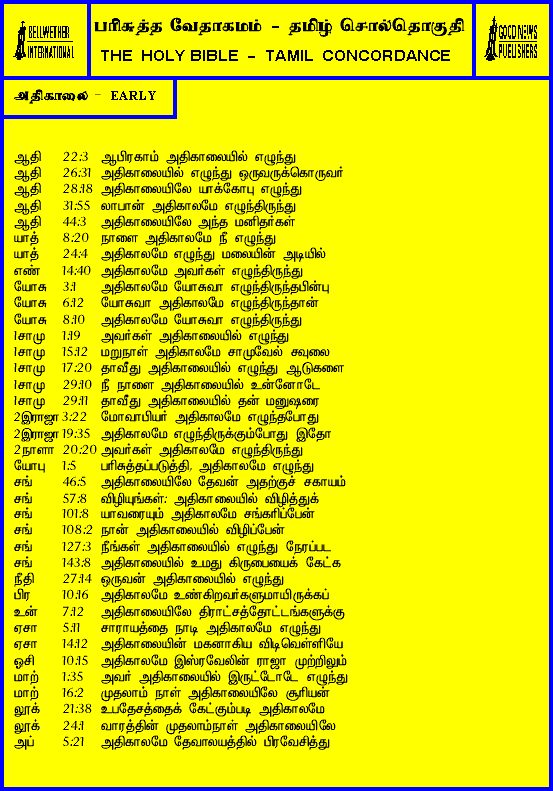 BELLWETHER
INTERNATIONAL
பரிசுத்த வேதாகமம் - தமிழ் சொல்தொகுதி
THE HOLY BIBLE - TAMIL CONCORDANCE
GOOD NEWS
PUBLISHERS
அதிகாலை - EARLY
ஆதி 22:3 ஆபிரகாம் அதிகாலையில் எழுந்து
ஆதி 26:31 அதிகாலையில் எழுந்து ஒருவருக்கொருவர்
ஆதி 28:18 அதிகாலையிலே யாக்கோபு எழுந்து
ஆதி 31:55 லாபான் அதிகாலமே எழுந்திருந்து
ஆதி 44:3 அதிகாலையிலே அந்த மனிதர்கள்
யாத் 8:20 நாளை அதிகாலமே நீ எழுந்து
யாத் 24:4 அதிகாலமே எழுந்து மலையின் அடியில்
எண் 14:40 அதிகாலமே அவர்கள் எழுந்திருந்து
யோசு 3:1 அதிகாலமே யோசுவா எழுந்திருந்தபின்பு
யோசு 6:12 யோசுவா அதிகாலமே எழுந்திருந்தான்
யோசு 8:10 அதிகாலமே யோசுவா எழுந்திருந்து
1சாமு 1:19 அவர்கள் அதிகாலையில் எழுந்து
1சாமு 15:12 மறுநாள் அதிகாலமே சாமுவேல் சவுலை
1சாமு 17:20 தாவீது அதிகாலையில் எழுந்து ஆடுகளை
1சாமு 29:10 நீ நாளை அதிகாலையில் உன்னோடே
1சாமு 29:11 தாவீது அதிகாலையில் தன் மனுஷரை
2இராஜா 3:22 மோவாபியர் அதிகாலமே எழுந்தபோது
2இராஜா 19:35 அதிகாலமே எழுந்திருக்கும்போது இதோ
2நாளா 20:20 அவர்கள் அதிகாலமே எழுந்திருந்து
யோபு 1:5 பரிசுத்தப்படுத்தி, அதிகாலமே எழுந்து
சங் 46:5 அதிகாலையிலே தேவன் அதற்குச் சகாயம்
சங் 57:8 விழியுங்கள்; அதிகாலையில் விழித்துக்
சங் 101:8 யாவரையும் அதிகாலமே சங்கரிப்பேன்
சங் 108:2 நான் அதிகாலையில் விழிப்பேன்
சங் 127:3 நீங்கள் அதிகாலையில் எழுந்து நேரப்பட
சங் 143:8 அதிகாலையில் உமது கிருபையைக் கேட்க
நீதி 27:14 ஒருவன் அதிகாலையில் எழுந்து
பிர 10:16 அதிகாலமே உண்கிறவர்களுமாயிருக்கப்
உன் 7:12 அதிகாலையிலே திராட்சத்தோட்டங்களுக்கு
ஏசா 5:11 சாராயத்தை நாடி அதிகாலமே எழுந்து
ஏசா 14:12 அதிகாலையின் மகனாகிய விடிவெள்ளியே
ஓசி 10:15 அதிகாலமே இஸ்ரவேலின் ராஜா முற்றிலும்
மாற் 1:35 அவர் அதிகாலையில் இருட்டோடே எழுந்து
மாற் 16:2 முதலாம் நாள் அதிகாலையிலே சூரியன்
லூக் 21:38 உபதேசத்தைக் கேட்கும்படி அதிகாலமே
லூக் 24:1 வாரத்தின் முதலாம்நாள் அதிகாலையிலே
அப் 5:21 அதிகாலமே தேவாலயத்தில் பிரவேசித்து